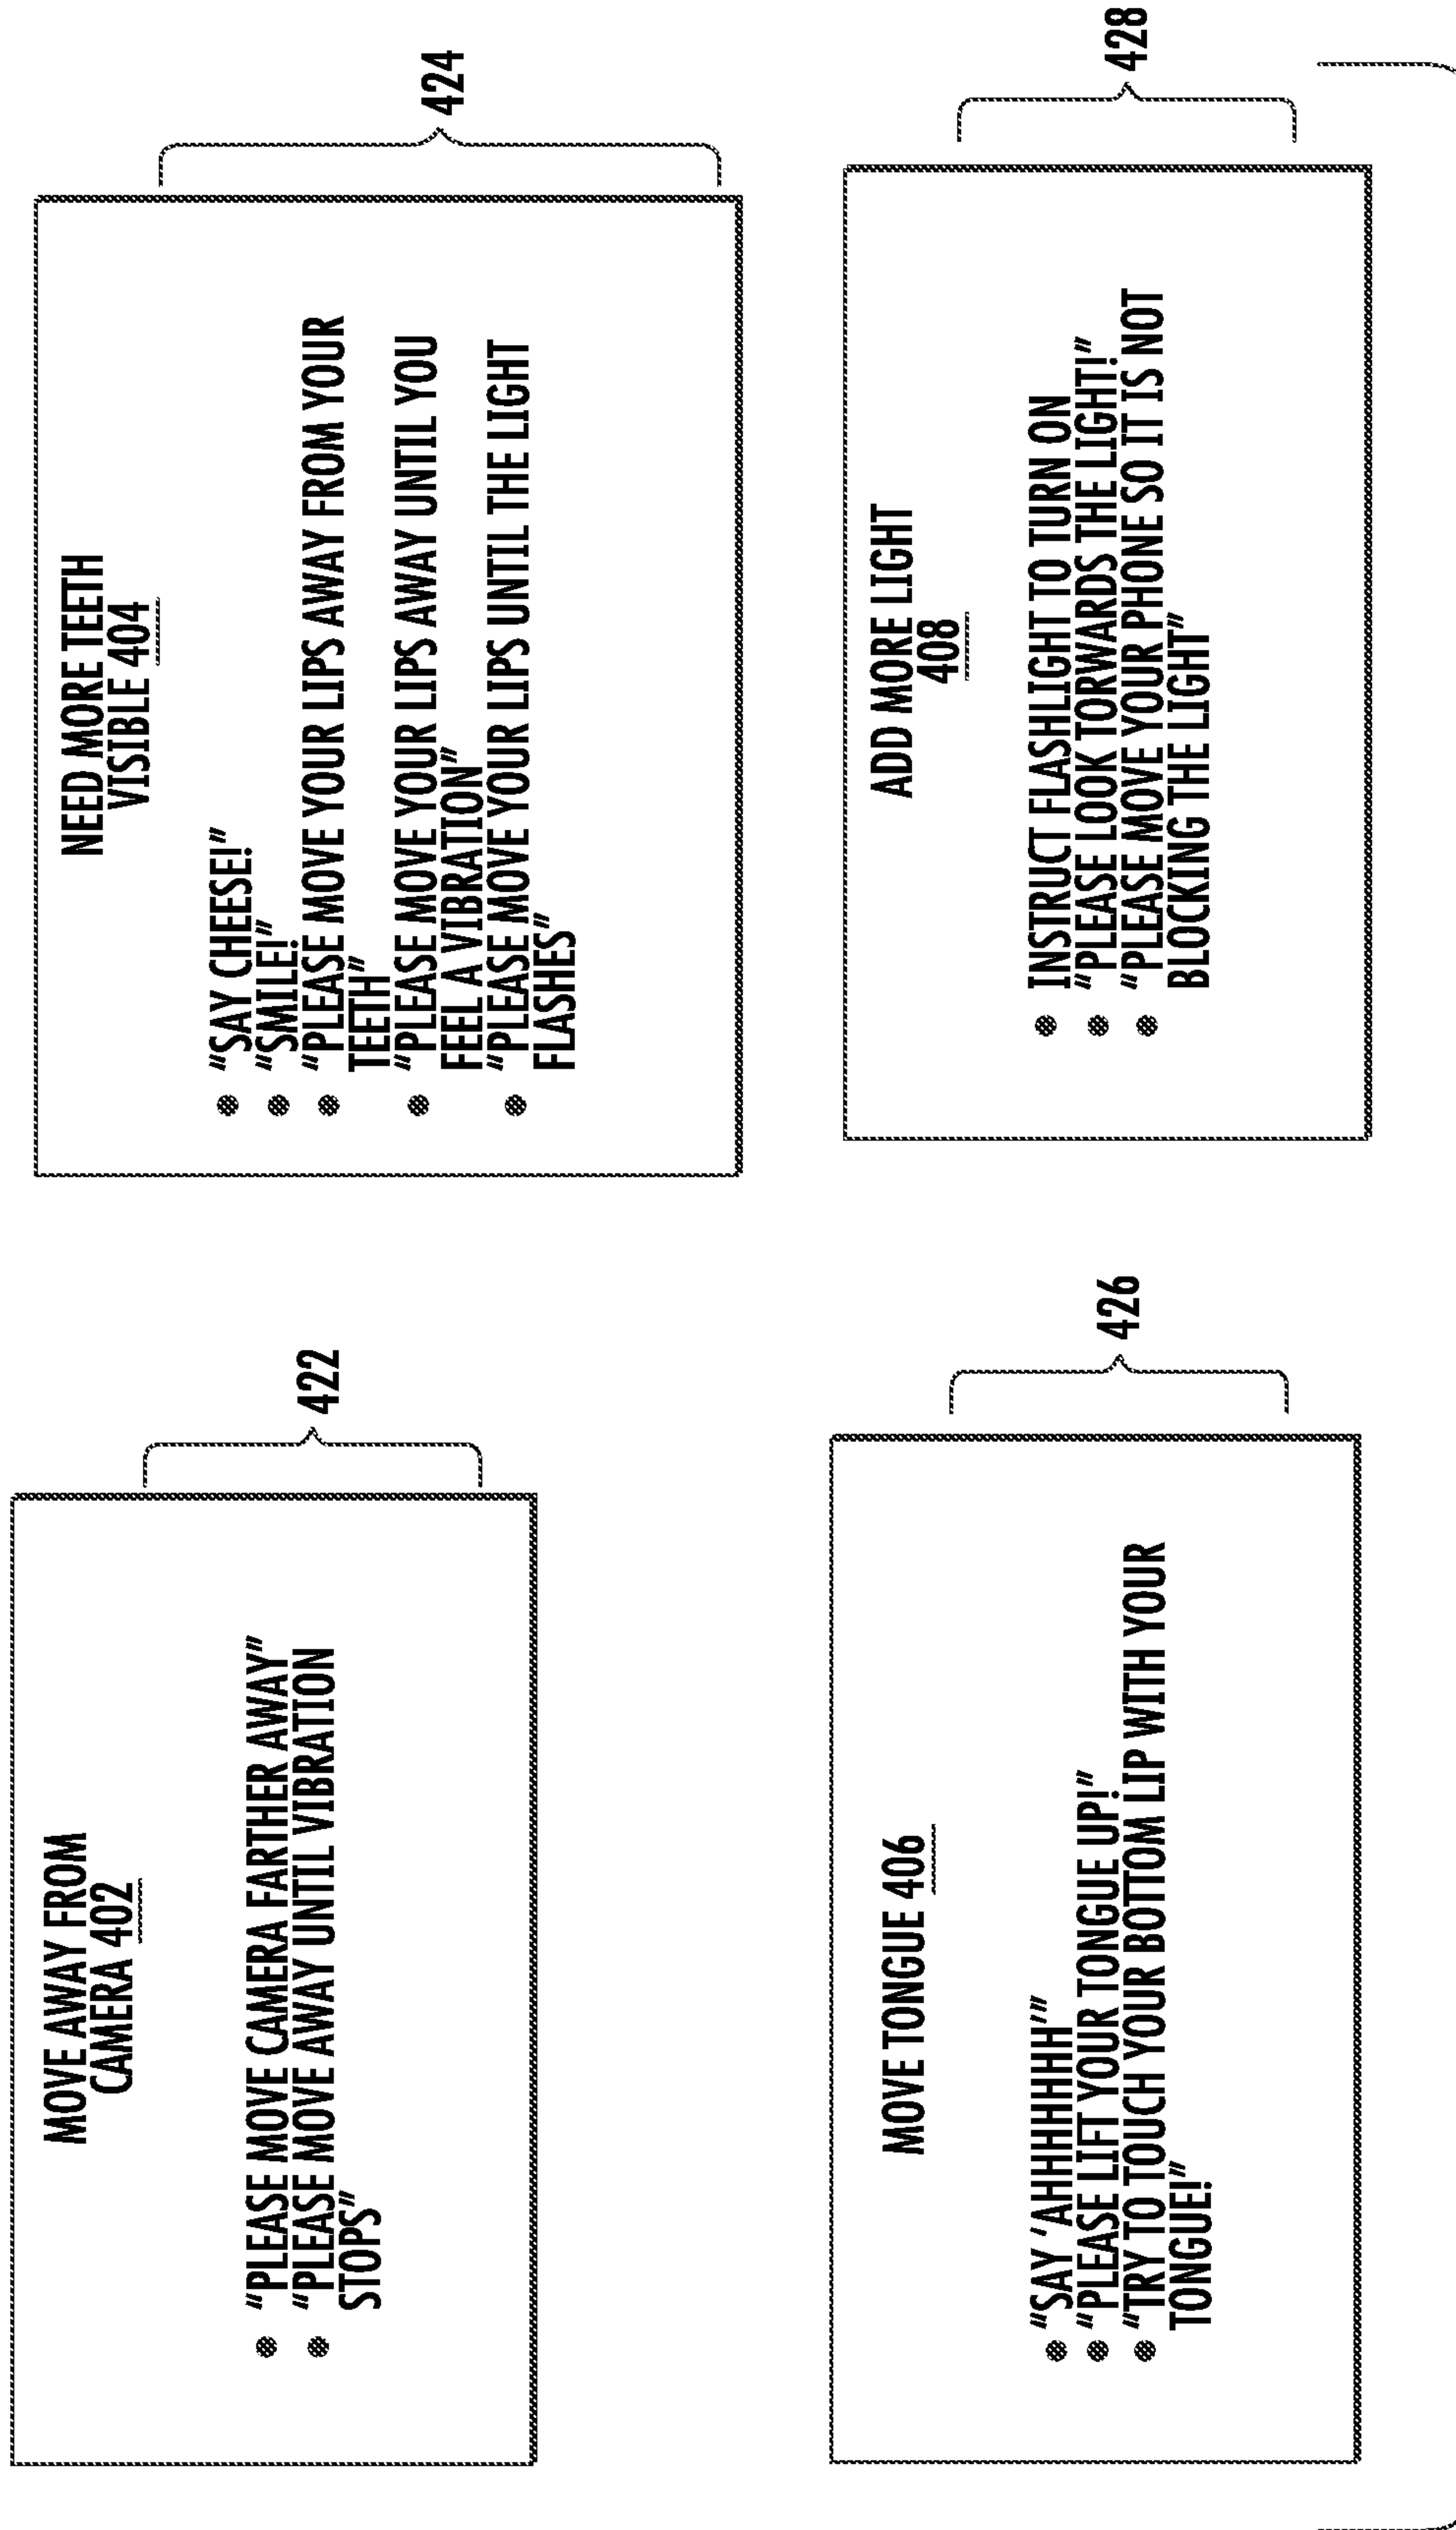 MOVE AWAY FROM
CAMERA 402
"PLEASE MOVE CAMERA FARTHER AWAY"
"PLEASE MOVE AWAY UNTIL VIBRATION
STOPS"
422
NEED MORE TEETH
VISIBLE 404
"SAY CHEESE!"
"SMILE!"
"PLEASE MOVE YOUR LIPS AWAY FROM YOUR
TEETH"
"PLEASE MOVE YOUR LIPS AWAY UNTIL YOU
FEEL A VIBRATION"
"PLEASE MOVE YOUR LIPS UNTIL THE LIGHT
FLASHES"
424
MOVE TONGUE 406
"SAY 'AHHHHHHH'"
"PLEASE LIFT YOUR TONGUE UP!"
"TRY TO TOUCH YOUR BOTTOM LIP WITH YOUR
TONGUE!"
426
ADD MORE LIGHT
408
INSTRUCT FLASHLIGHT TO TURN ON
"PLEASE LOOK TORWARDS THE LIGHT!"
"PLEASE MOVE YOUR PHONE SO IT IS NOT
BLOCKING THE LIGHT"
428